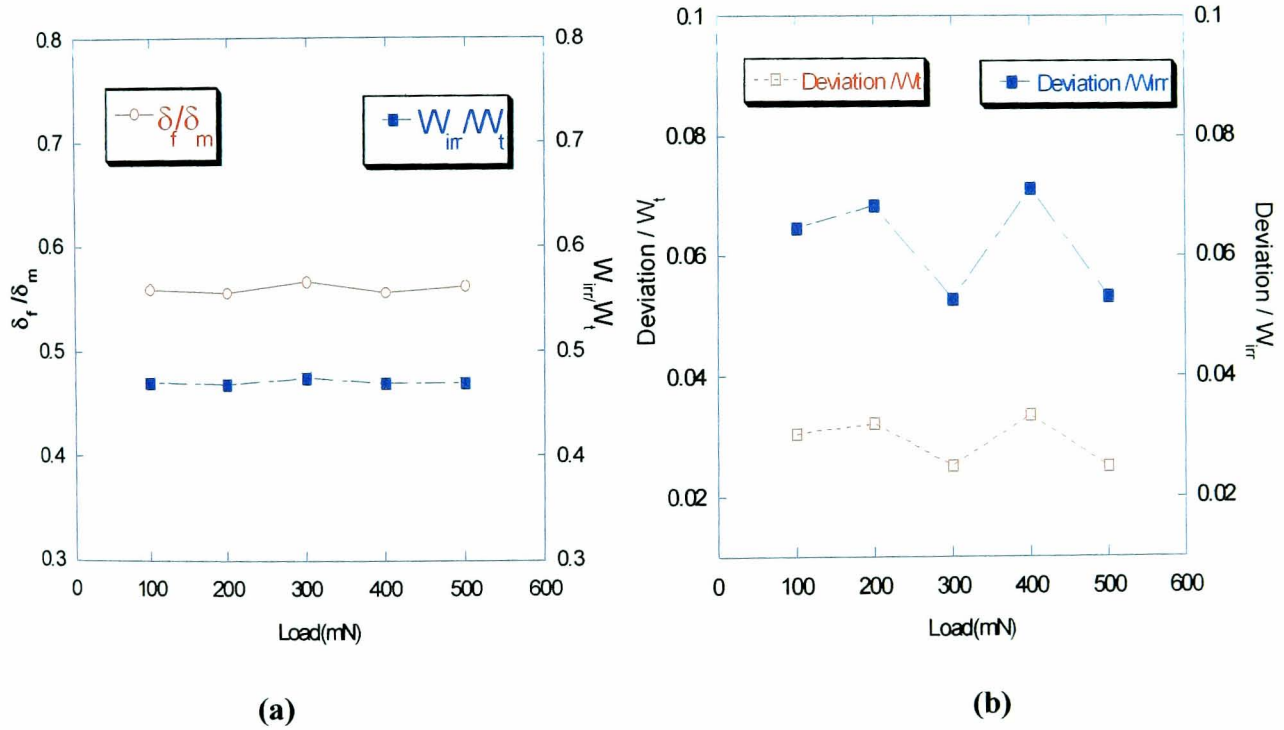 0.8
0.7
0.6
0.5
0.4
0.3
δf/δm
δf/δm
Wirr/Wt
0.8
0.7
0.6
0.5
0.4
0.3
Wirr/Wt
0 100 200 300 400 500 600
Load(mN)
(a)
0.1
0.08
0.06
0.04
0.02
Deviation / Wt
Deviation /Wt
Deviation /Wirr
0.1
0.08
0.06
0.04
0.02
Deviation / Wirr
0 100 200 300 400 500 600
Load(mN)
(b)